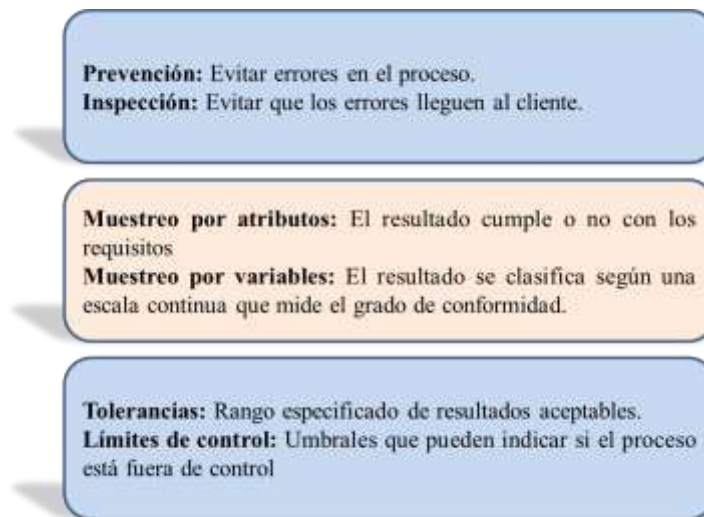 Prevención: Evitar errores en el proceso.
Inspección: Evitar que los errores lleguen al cliente.
Muestreo por atributos: El resultado cumple o no con los
requisitos
Muestreo por variables: El resultado se clasifica según una
escala continua que mide el grado de conformidad.
Tolerancias: Rango especificado de resultados aceptables.
Límites de control: Umbrales que pueden indicar si el proceso
está fuera de control